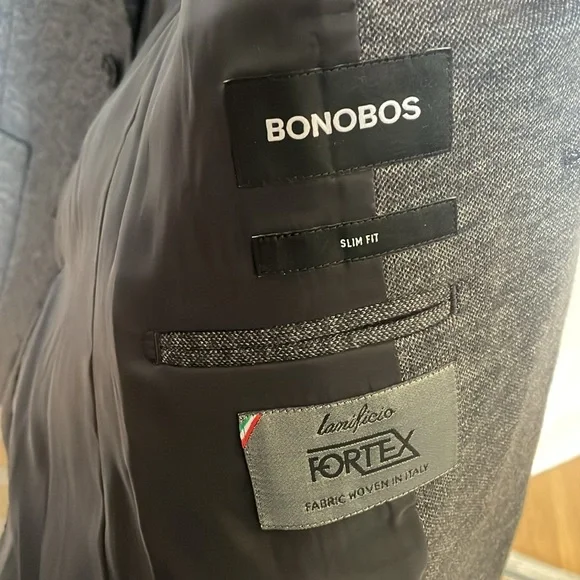 BONOBOS
SLIM FIT
lanificio
FORTEX
FABRIC WOVEN IN ITALY